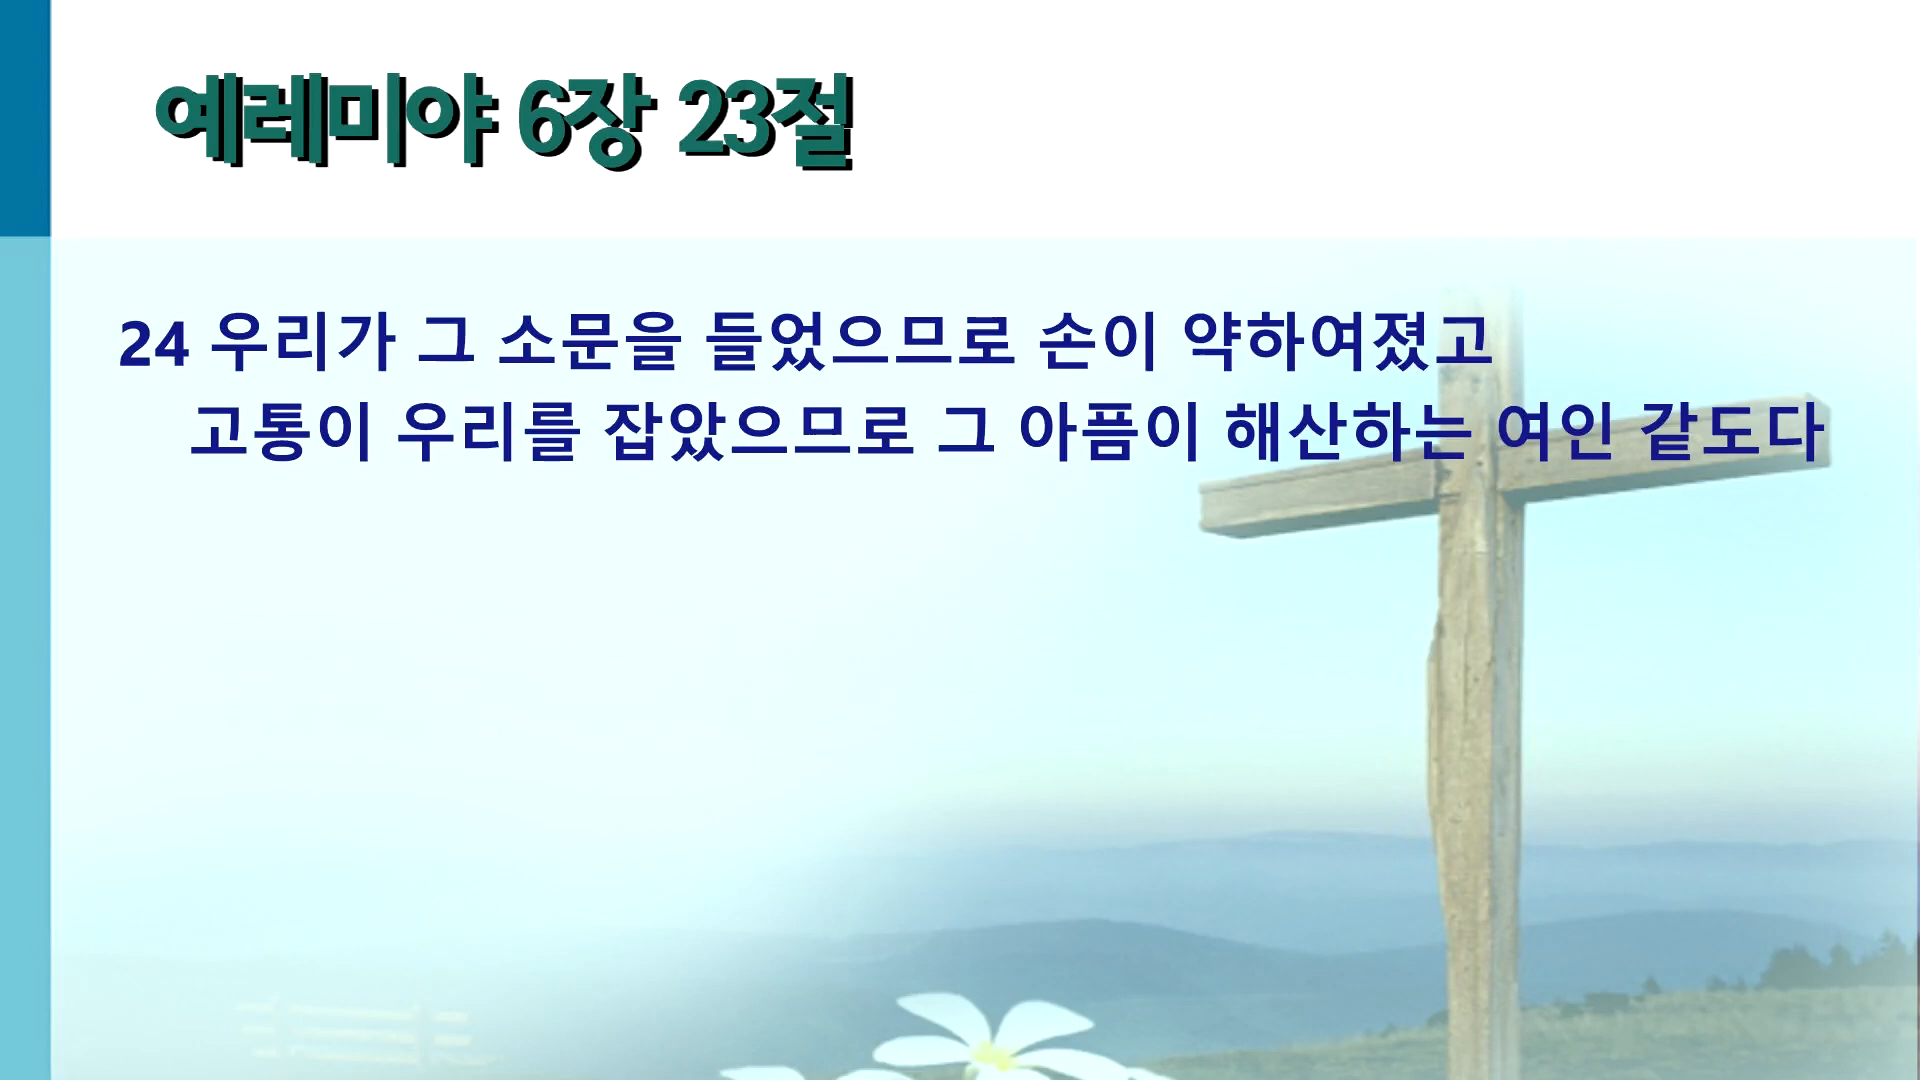 예레미야 6장 23절
24 우리가 그 소문을 들었으므로 손이 약하여졌고
고통이 우리를 잡았으므로 그 아픔이 해산하는 여인 같도다